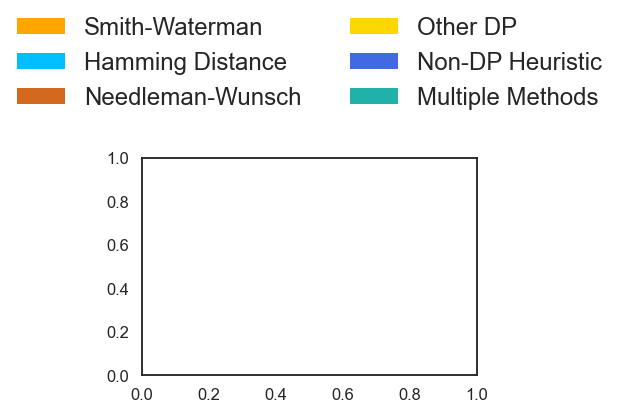 Smith-Waterman
Hamming Distance
Needleman-Wunsch
Other DP
Non-DP Heuristic
Multiple Methods
1.0
0.8
0.6
0.4
0.2
0.0
0.0 0.2 0.4 0.6 0.8 1.0